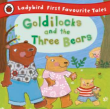 Ladybird First Favourite Tales
Goldilocks
and the
Three Bears